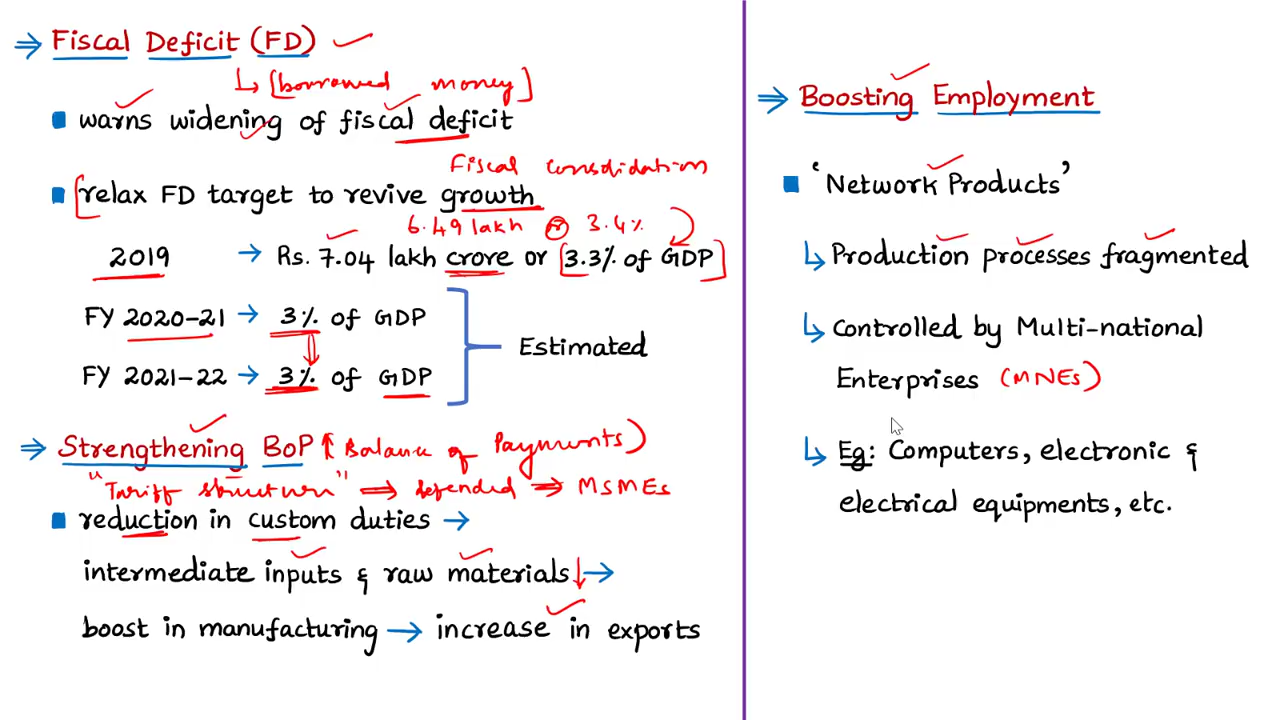 ⇒ Fiscal Deficit (FD) ✓
↳ [borrowed money]
▪ warns widening of fiscal deficit
Fiscal consolidation
▪ [relax FD target to revive growth
6.49 lakh or 3.4%
2019 → Rs. 7.04 lakh crore or [3.3% of GDP]
FY 2020-21 → 3% of GDP
Estimated
FY 2021-22 → 3% of GDP
⇒ Strengthening BoP ↑ Balance of Payments)
"Tariff structure" ⇒ defended ⇒ MSMEs
▪ reduction in custom duties →
intermediate inputs & raw materials↓ →
boost in manufacturing → increase in exports
⇒ Boosting Employment
▪ 'Network Products'
↳ Production processes fragmented
↳ Controlled by Multi-national
Enterprises (MNEs)
↳ Eg: Computers, electronic &
electrical equipments, etc.